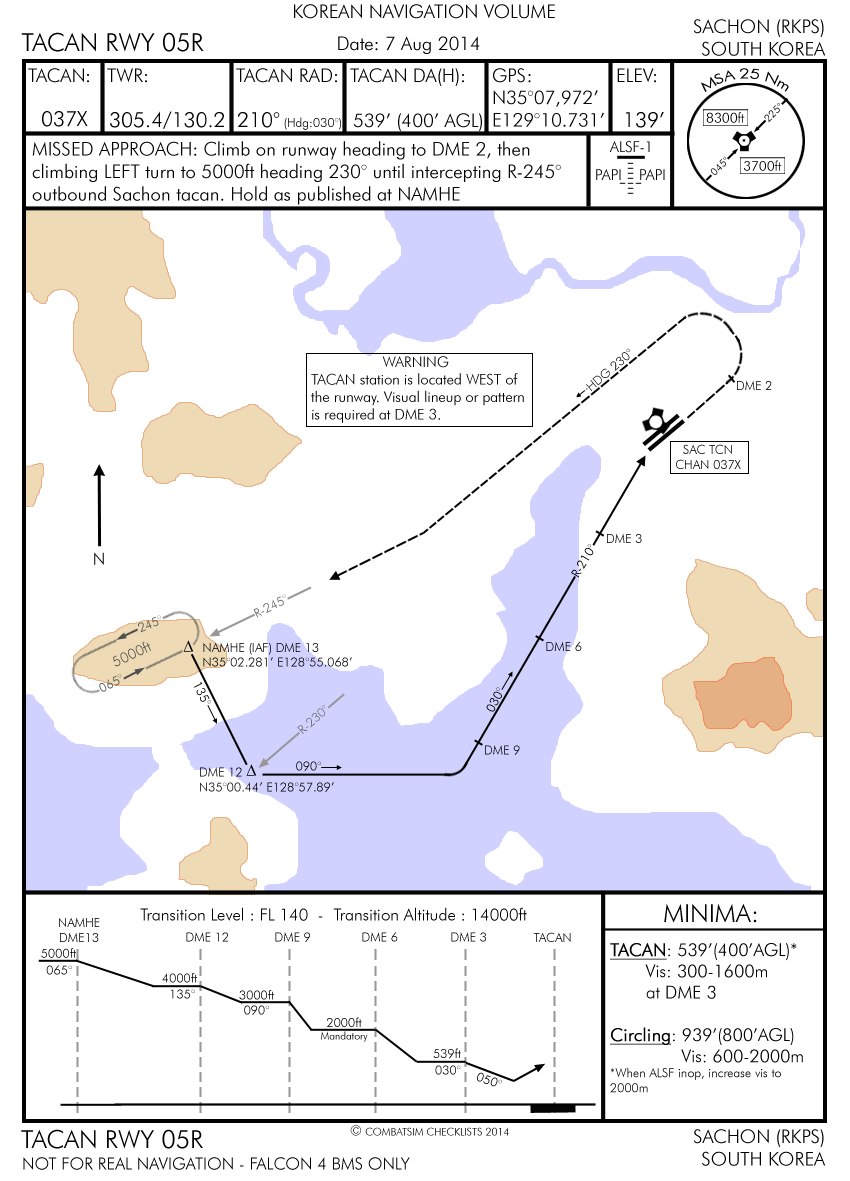 KOREAN NAVIGATION VOLUME
TACAN RWY 05R
Date: 7 Aug 2014
SACHON (RKPS)
SOUTH KOREA
TACAN:
037X
TWR:
305.4/130.2
TACAN RAD:
210° (Hdg:030°)
TACAN DA(H):
539' (400' AGL)
GPS:
N35°07,972'
E129°10.731'
ELEV:
139'
MSA 25 Nm
8300ft
225°
045°
3700ft
MISSED APPROACH: Climb on runway heading to DME 2, then
climbing LEFT turn to 5000ft heading 230° until intercepting R-245°
outbound Sachon tacan. Hold as published at NAMHE
ALSF-1
PAPI PAPI
WARNING
TACAN station is located WEST of
the runway. Visual lineup or pattern
is required at DME 3.
HDG 230°
DME 2
SAC TCN
CHAN 037X
N
DME 3
R-210°
R-245°
245°
5000ft
065°
NAMHE (IAF) DME 13
N35°02.281' E128°55.068'
DME 6
135°
030°
R-230°
DME 9
DME 12
090°
N35°00.44' E128°57.89'
Transition Level : FL 140 - Transition Altitude : 14000ft
NAMHE
DME13
DME 12
DME 9
DME 6
DME 3
TACAN
5000ft
065°
4000ft
135°
3000ft
090°
2000ft
Mandatory
539ft
030°
050°
MINIMA:
TACAN: 539'(400'AGL)*
Vis: 300-1600m
at DME 3
Circling: 939'(800'AGL)
Vis: 600-2000m
*When ALSF inop, increase vis to
2000m
TACAN RWY 05R
© COMBATSIM CHECKLISTS 2014
SACHON (RKPS)
NOT FOR REAL NAVIGATION - FALCON 4 BMS ONLY
SOUTH KOREA